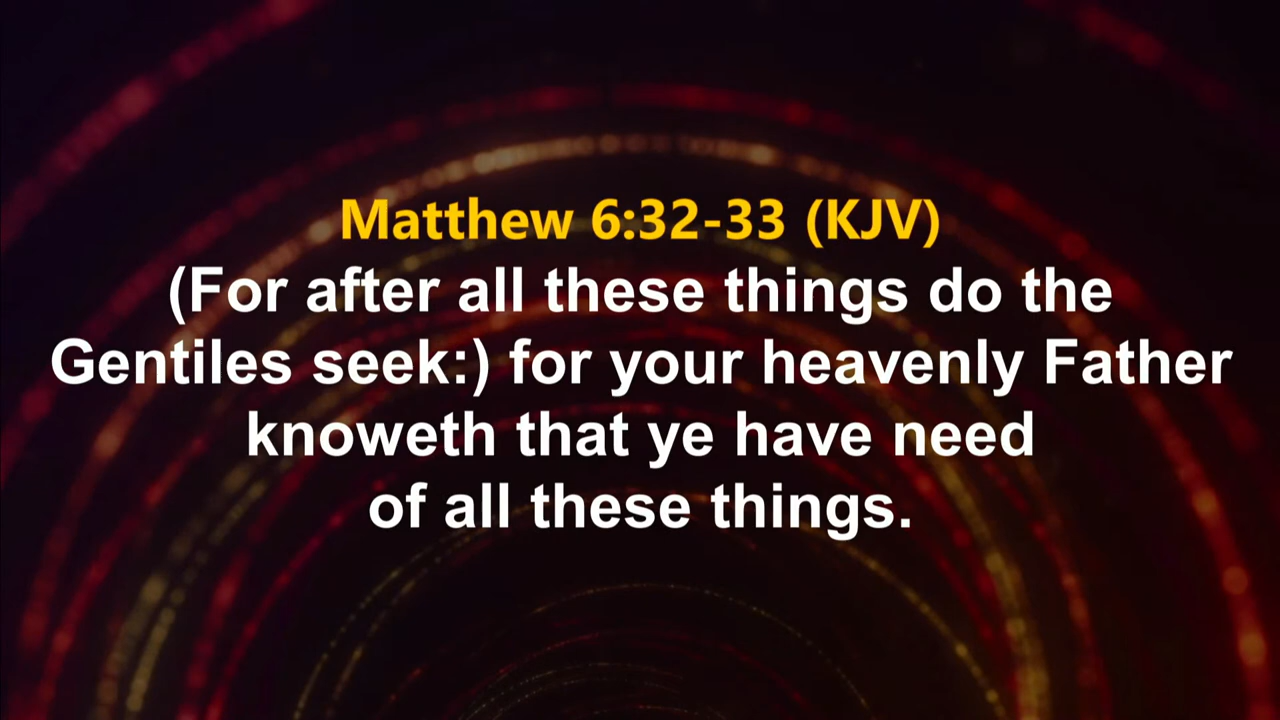 Matthew 6:32-33 (KJV)
(For after all these things do the
Gentiles seek:) for your heavenly Father
knoweth that ye have need
of all these things.